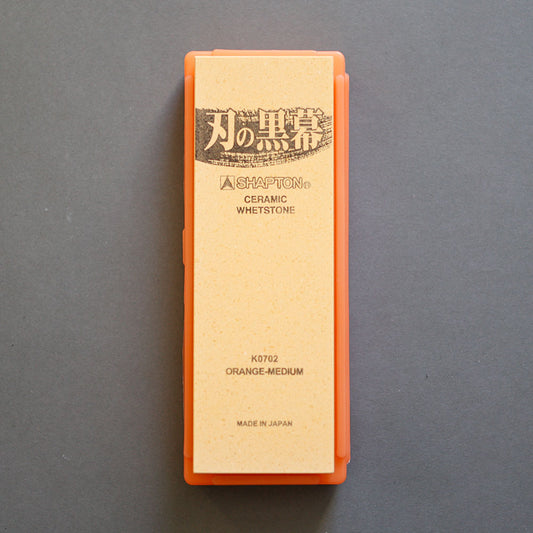 刃の黒幕
SHAPTON®
CERAMIC
WHETSTONE
K0702
ORANGE-MEDIUM
MADE IN JAPAN